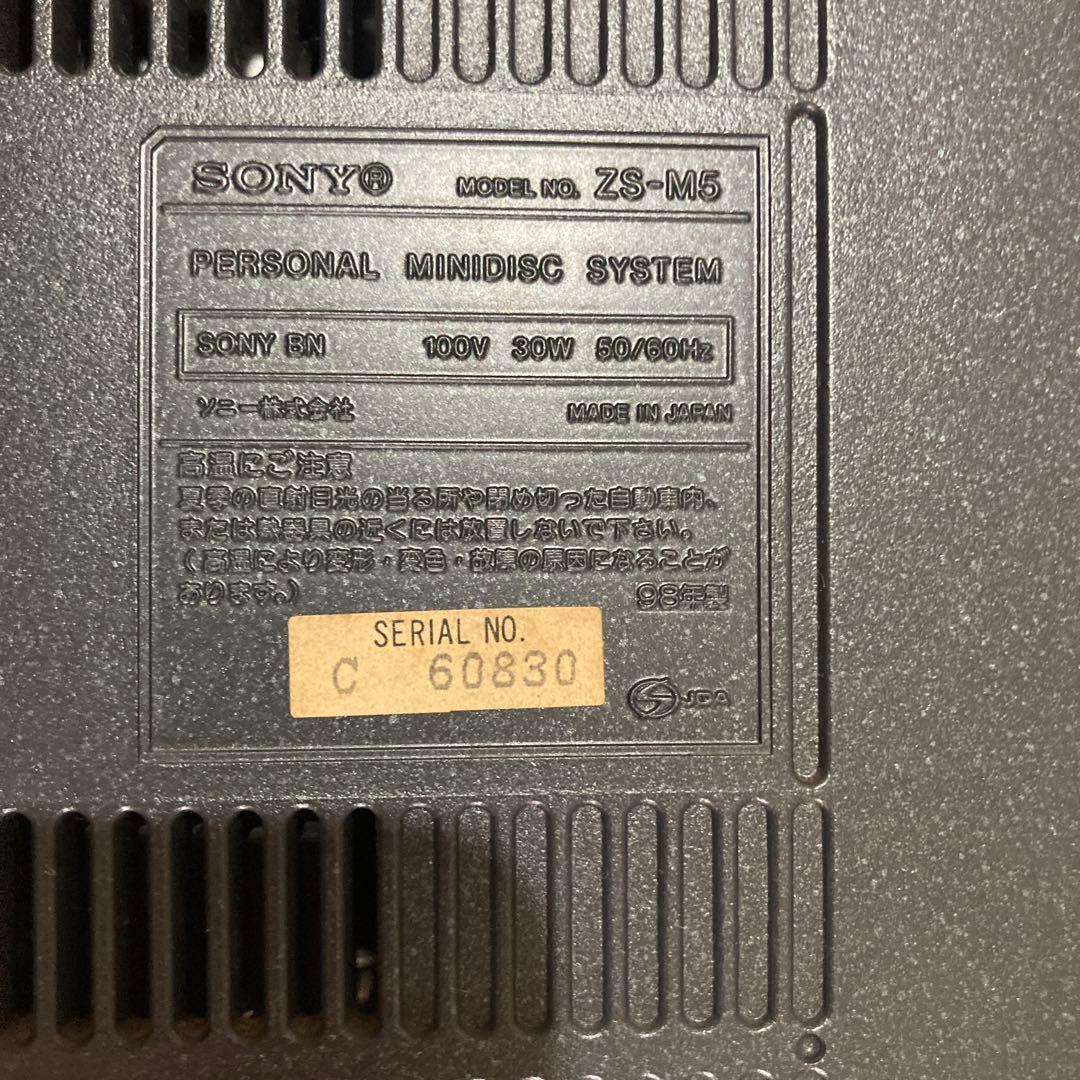 SONY® MODEL NO. ZS-M5
PERSONAL MINIDISC SYSTEM
SONY BN 100V 30W 50/60Hz
ソニー株式会社 MADE IN JAPAN
高温にご注意
夏季の直射日光の当る所や閉め切った自動車内、
または熱器具の近くには放置しないで下さい。
(高温により変形・変色・故障の原因になることが
あります。) 98年製
SERIAL NO.
C 60830
JQA